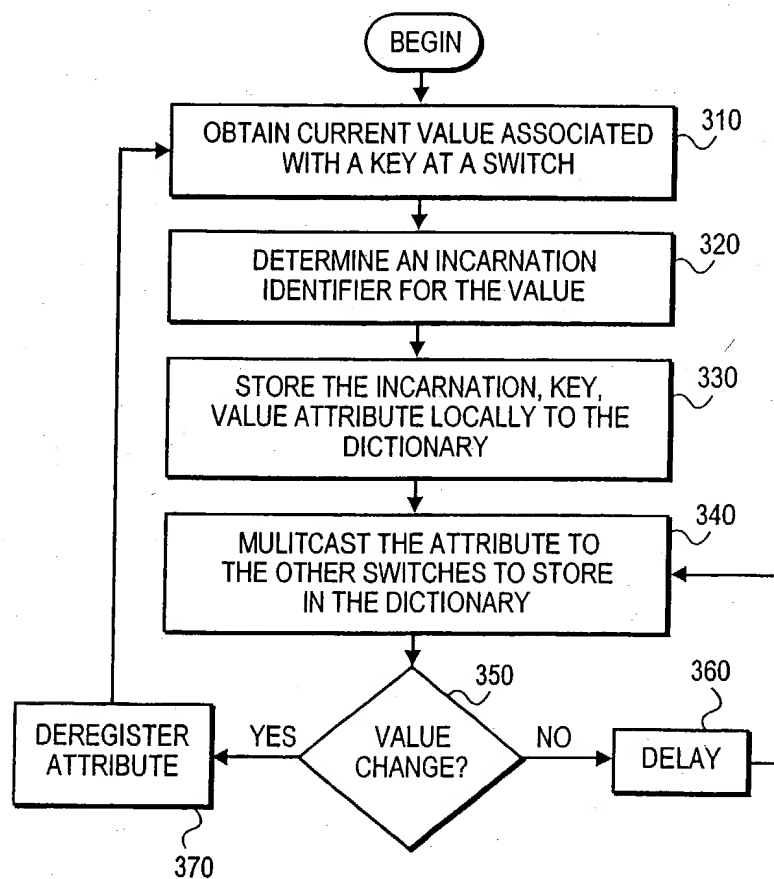 BEGIN
OBTAIN CURRENT VALUE ASSOCIATED
WITH A KEY AT A SWITCH
310
DETERMINE AN INCARNATION
IDENTIFIER FOR THE VALUE
320
STORE THE INCARNATION, KEY,
VALUE ATTRIBUTE LOCALLY TO THE
DICTIONARY
330
MULITCAST THE ATTRIBUTE TO
THE OTHER SWITCHES TO STORE
IN THE DICTIONARY
340
VALUE
CHANGE?
350
YES
NO
DEREGISTER
ATTRIBUTE
370
DELAY
360